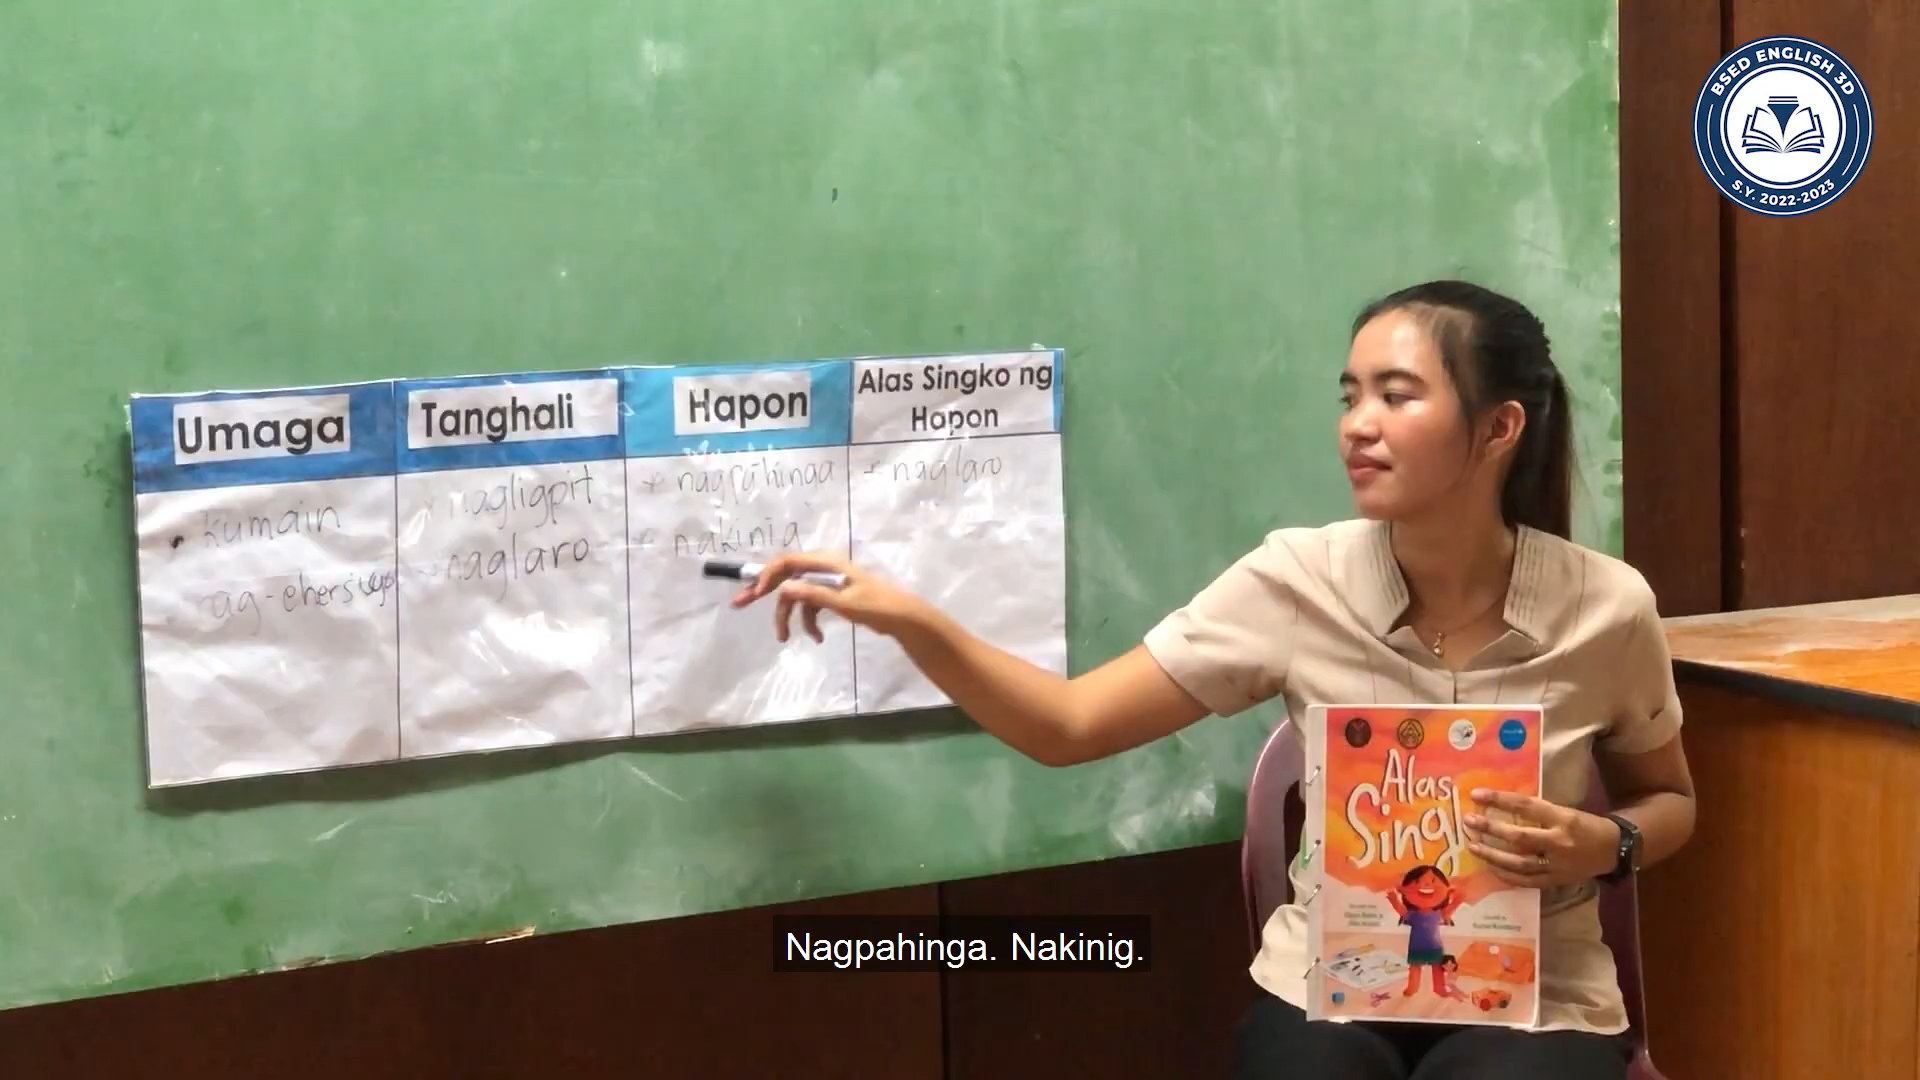 BSED ENGLISH 3D
S.Y. 2022-2023
Umaga
Tanghali
Hapon
Alas Singko ng
Hapon
kumain
nagligpit
naglaro
nagpahinga
nakinig
naglaro
Alas
Nagpahinga. Nakinig.